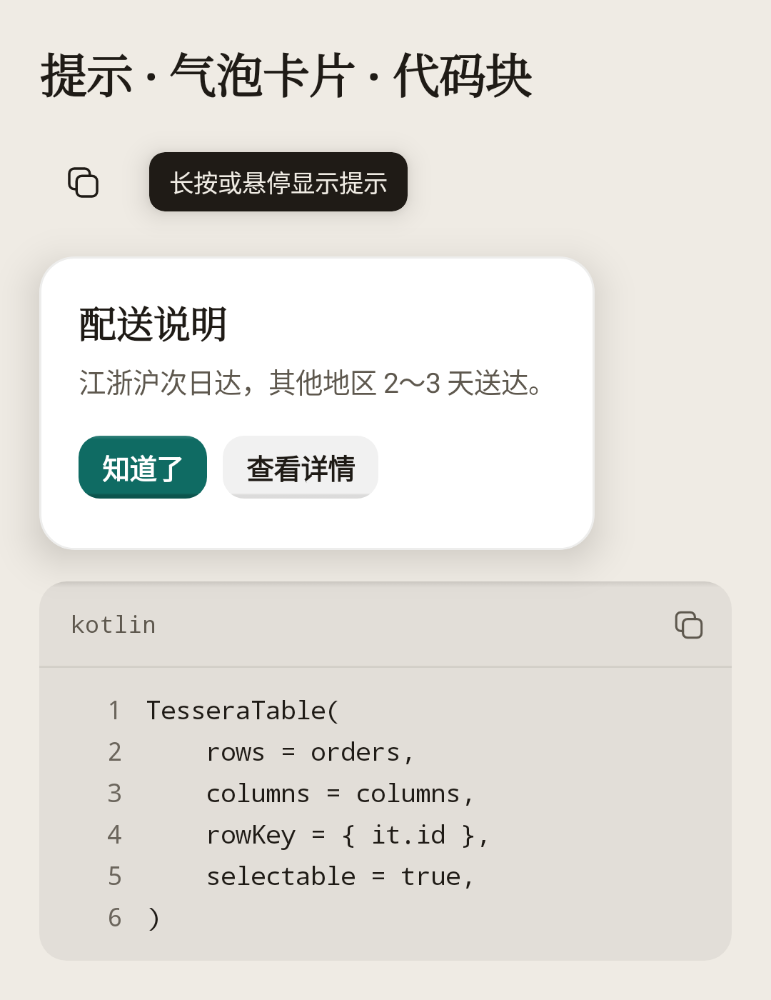 提示 · 气泡卡片 · 代码块
长按或悬停显示提示
配送说明
江浙沪次日达，其他地区 2～3 天送达。
知道了 查看详情
kotlin
1 TesseraTable(
2     rows = orders,
3     columns = columns,
4     rowKey = { it.id },
5     selectable = true,
6 )